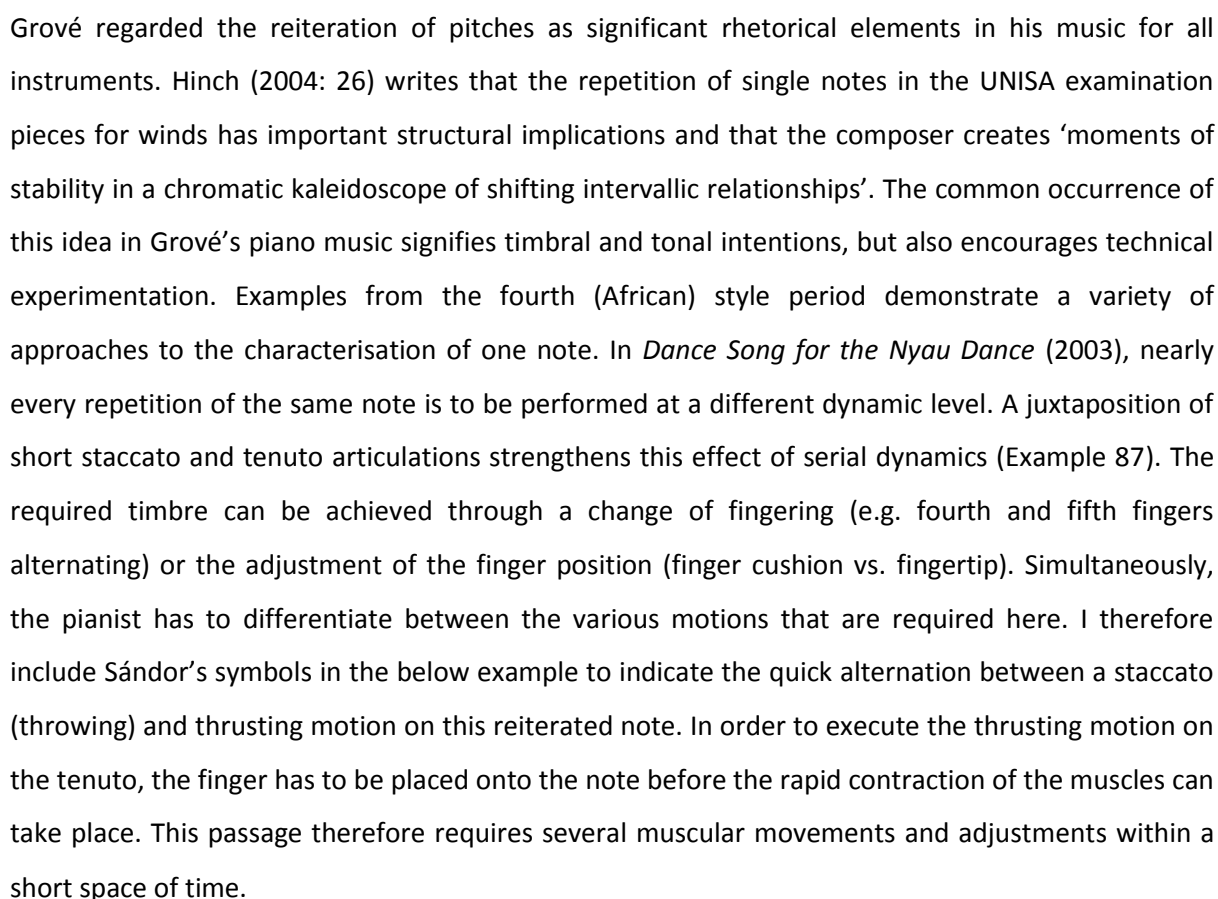 Grové regarded the reiteration of pitches as significant rhetorical elements in his music for all
instruments. Hinch (2004: 26) writes that the repetition of single notes in the UNISA examination
pieces for winds has important structural implications and that the composer creates ‘moments of
stability in a chromatic kaleidoscope of shifting intervallic relationships’. The common occurrence of
this idea in Grové’s piano music signifies timbral and tonal intentions, but also encourages technical
experimentation. Examples from the fourth (African) style period demonstrate a variety of
approaches to the characterisation of one note. In Dance Song for the Nyau Dance (2003), nearly
every repetition of the same note is to be performed at a different dynamic level. A juxtaposition of
short staccato and tenuto articulations strengthens this effect of serial dynamics (Example 87). The
required timbre can be achieved through a change of fingering (e.g. fourth and fifth fingers
alternating) or the adjustment of the finger position (finger cushion vs. fingertip). Simultaneously,
the pianist has to differentiate between the various motions that are required here. I therefore
include Sándor’s symbols in the below example to indicate the quick alternation between a staccato
(throwing) and thrusting motion on this reiterated note. In order to execute the thrusting motion on
the tenuto, the finger has to be placed onto the note before the rapid contraction of the muscles can
take place. This passage therefore requires several muscular movements and adjustments within a
short space of time.